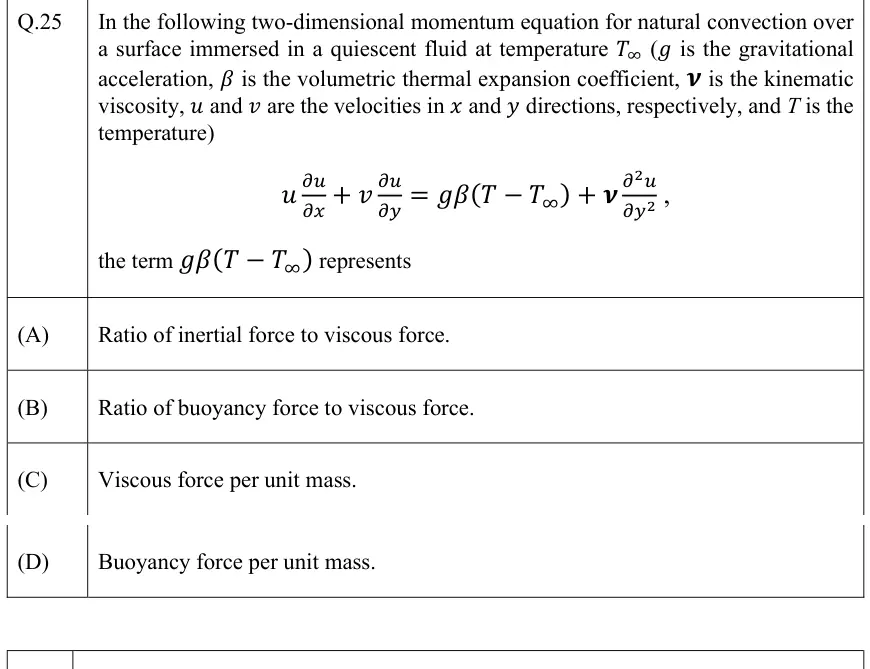 Q.25 In the following two-dimensional momentum equation for natural convection over
a surface immersed in a quiescent fluid at temperature T∞ (g is the gravitational
acceleration, β is the volumetric thermal expansion coefficient, ν is the kinematic
viscosity, u and v are the velocities in x and y directions, respectively, and T is the
temperature)
u ∂u/∂x + v ∂u/∂y = gβ(T − T∞) + ν ∂²u/∂y² ,
the term gβ(T − T∞) represents
(A) Ratio of inertial force to viscous force.
(B) Ratio of buoyancy force to viscous force.
(C) Viscous force per unit mass.
(D) Buoyancy force per unit mass.